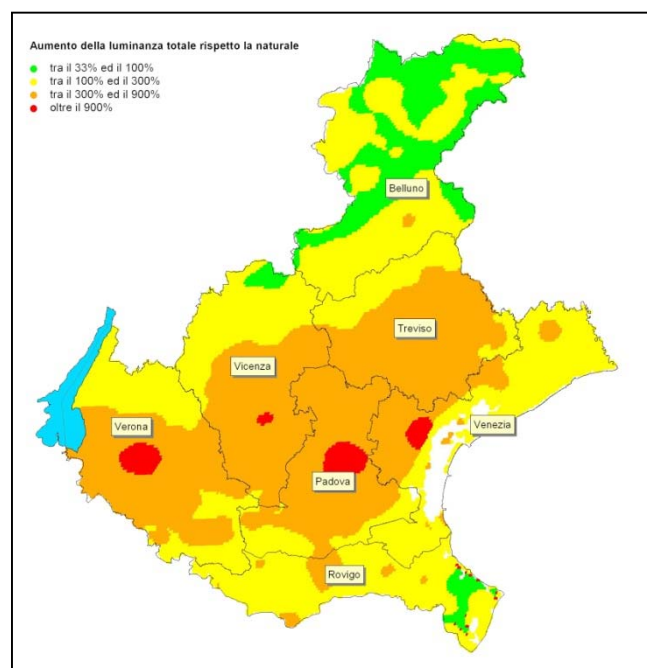 Aumento della luminanza totale rispetto la naturale
tra il 33% ed il 100%
tra il 100% ed il 300%
tra il 300% ed il 900%
oltre il 900%
Belluno
Treviso
Vicenza
Venezia
Verona
Padova
Rovigo